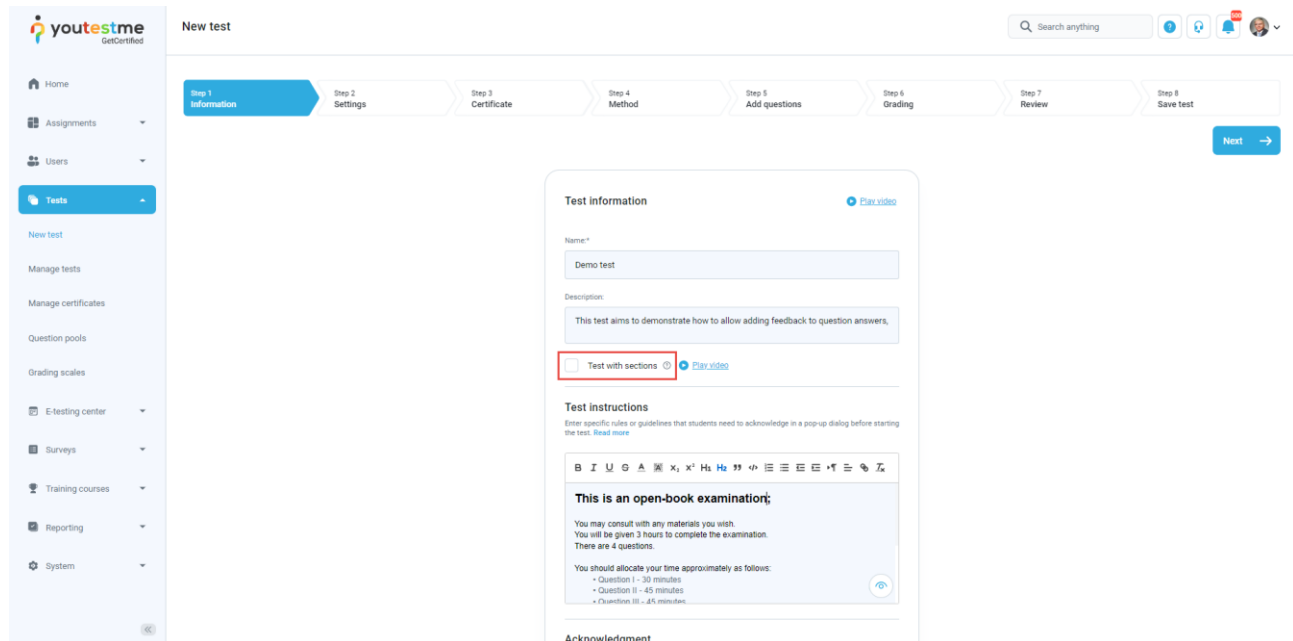 youtestme
GetCertified
New test
Search anything
?
500
Home
Assignments
Users
Tests
New test
Manage tests
Manage certificates
Question pools
Grading scales
E-testing center
Surveys
Training courses
Reporting
System
Step 1
Information
Step 2
Settings
Step 3
Certificate
Step 4
Method
Step 5
Add questions
Step 6
Grading
Step 7
Review
Step 8
Save test
Next
Test information
Play video
Name:*
Demo test
Description:
This test aims to demonstrate how to allow adding feedback to question answers,
Test with sections ? Play video
Test instructions
Enter specific rules or guidelines that students need to acknowledge in a pop-up dialog before starting
the test. Read more
B I U S A A X₂ X² H₁ H₂
This is an open-book examination;
You may consult with any materials you wish.
You will be given 3 hours to complete the examination.
There are 4 questions.
You should allocate your time approximately as follows:
• Question I - 30 minutes
• Question II - 45 minutes
• Question III - 45 minutes
Acknowledgment